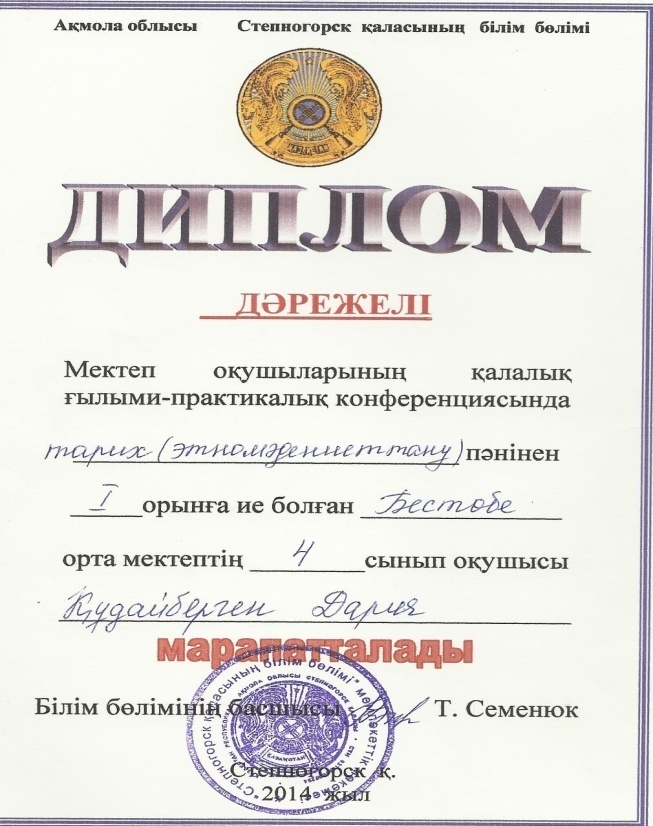 Ақмола облысы Степногорск қаласының білім бөлімі
ДИПЛОМ
ДӘРЕЖЕЛІ
Мектеп оқушыларының қалалық
ғылыми-практикалық конференциясында
тарих (этномәдениеттану) пәнінен
I орынға ие болған Бестобе
орта мектептің 4 сынып оқушысы
Құдайберген Дария
марапатталады
Білім бөлімінің басшысы Т. Семенюк
Степногорск қ.
2014 жыл